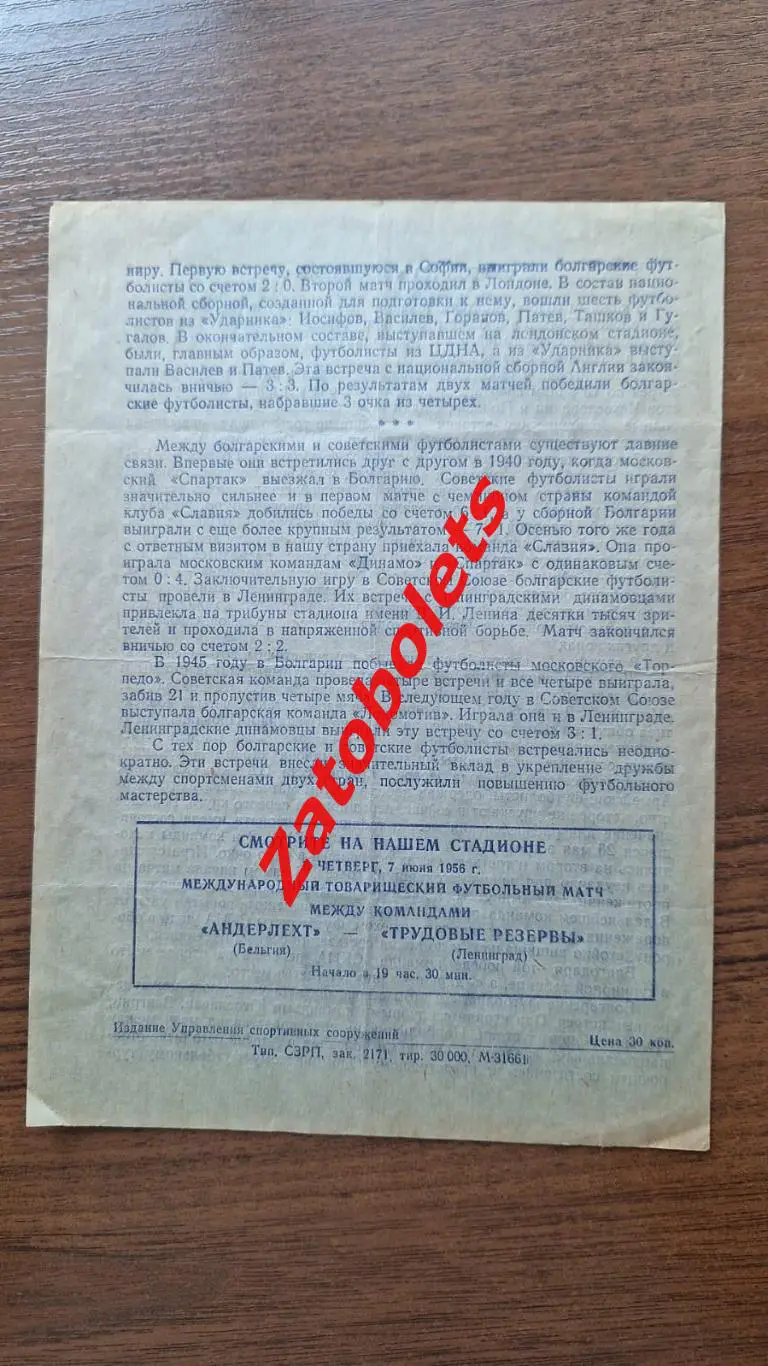 ниру. Первую встречу, состоявшуюся в Софии, выиграли болгарские фут-
болисты со счетом 2 : 0. Второй матч проходил в Лондоне. В состав нацио-
нальной сборной, созданной для подготовки к нему, вошли шесть футбо-
листов из «Ударника»: Иосифов, Василев, Горанов, Патев, Ташков и Гу-
галов. В окончательном составе, выступавшем на лондонском стадионе,
были, главным образом, футболисты из ЦДНА, а из «Ударника» высту-
пали Василев и Патев. Эта встреча с национальной сборной Англии закон-
чилась вничью — 3 : 3. По результатам двух матчей победили болгар-
ские футболисты, набравшие 3 очка из четырех.
* * *
Между болгарскими и советскими футболистами существуют давние
связи. Впервые они встретились друг с другом в 1940 году, когда москов-
ский «Спартак» выезжал в Болгарию. Советские футболисты играли
значительно сильнее и в первом матче с чемпионом страны командой
клуба «Славия» добились победы со счетом 6 у сборной Болгарии
выиграли с еще более крупным результатом 7 1. Осенью того же года
с ответным визитом в нашу страну приехала команда «Славия». Она про-
играла московским командам «Динамо» и «Спартак» с одинаковым сче-
том 0 : 4. Заключительную игру в Советском Союзе болгарские футболи-
сты провели в Ленинграде. Их встреча с ленинградскими динамовцами
привлекла на трибуны стадиона имени В. И. Ленина десятки тысяч зри-
телей и проходила в напряженной спортивной борьбе. Матч закончился
вничью со счетом 2 : 2.
В 1945 году в Болгарии побывали футболисты московского «Тор-
педо». Советская команда провела четыре встречи и все четыре выиграла,
забив 21 и пропустив четыре мяча. В следующем году в Советском Союзе
выступала болгарская команда «Локомотив». Играла она и в Ленинграде.
Ленинградские динамовцы выиграли эту встречу со счетом 3 : 1.
С тех пор болгарские и советские футболисты встречались неодно-
кратно. Эти встречи внесли значительный вклад в укрепление дружбы
между спортсменами двух стран, послужили повышению футбольного
мастерства.
СМОТРИТЕ НА НАШЕМ СТАДИОНЕ
ЧЕТВЕРГ, 7 июня 1956 г.
МЕЖДУНАРОДНЫЙ ТОВАРИЩЕСКИЙ ФУТБОЛЬНЫЙ МАТЧ
МЕЖДУ КОМАНДАМИ
«АНДЕРЛЕХТ» — «ТРУДОВЫЕ РЕЗЕРВЫ»
(Бельгия) (Ленинград)
Начало в 19 час. 30 мин.
Издание Управления спортивных сооружений Цена 30 коп.
Тип. СЗРП, зак. 2171, тир. 30 000, М-31661
Zatobolets